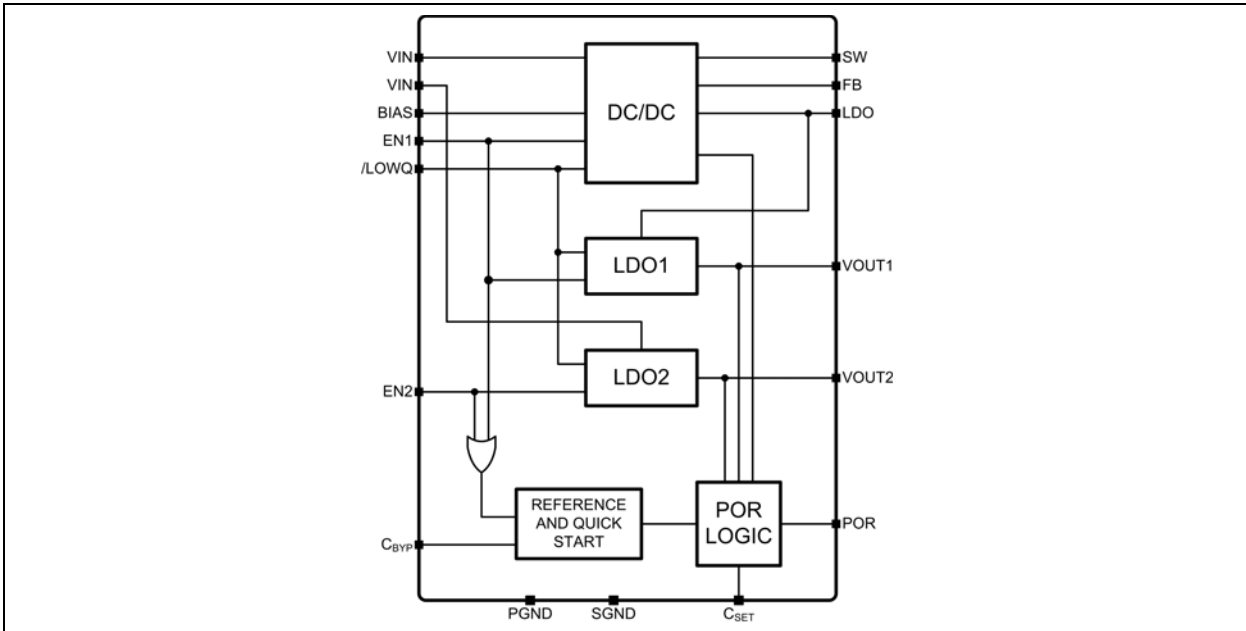 VIN
SW
VIN
FB
BIAS
DC/DC
LDO
EN1
/LOWQ
LDO1
VOUT1
LDO2
VOUT2
EN2
REFERENCE
AND QUICK
START
POR
LOGIC
POR
CBYP
PGND
SGND
CSET